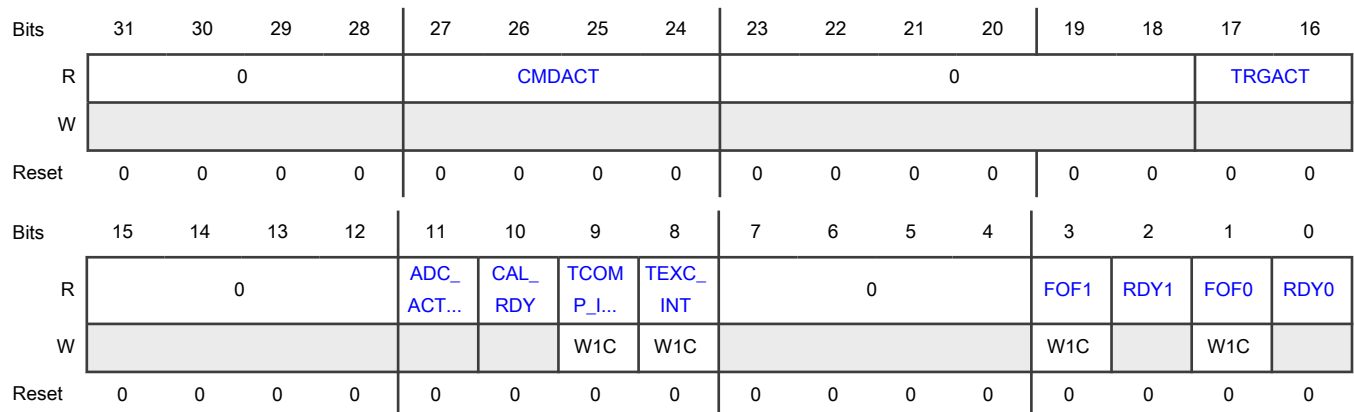 Bits 31 30 29 28 27 26 25 24 23 22 21 20 19 18 17 16
R 0 CMDACT 0 TRGACT
W
Reset 0 0 0 0 0 0 0 0 0 0 0 0 0 0 0 0
Bits 15 14 13 12 11 10 9 8 7 6 5 4 3 2 1 0
ADC_ CAL_ TCOM TEXC_
R 0 0 FOF1 RDY1 FOF0 RDY0
ACT... RDY P_I... INT
W W1C W1C W1C W1C
Reset 0 0 0 0 0 0 0 0 0 0 0 0 0 0 0 0